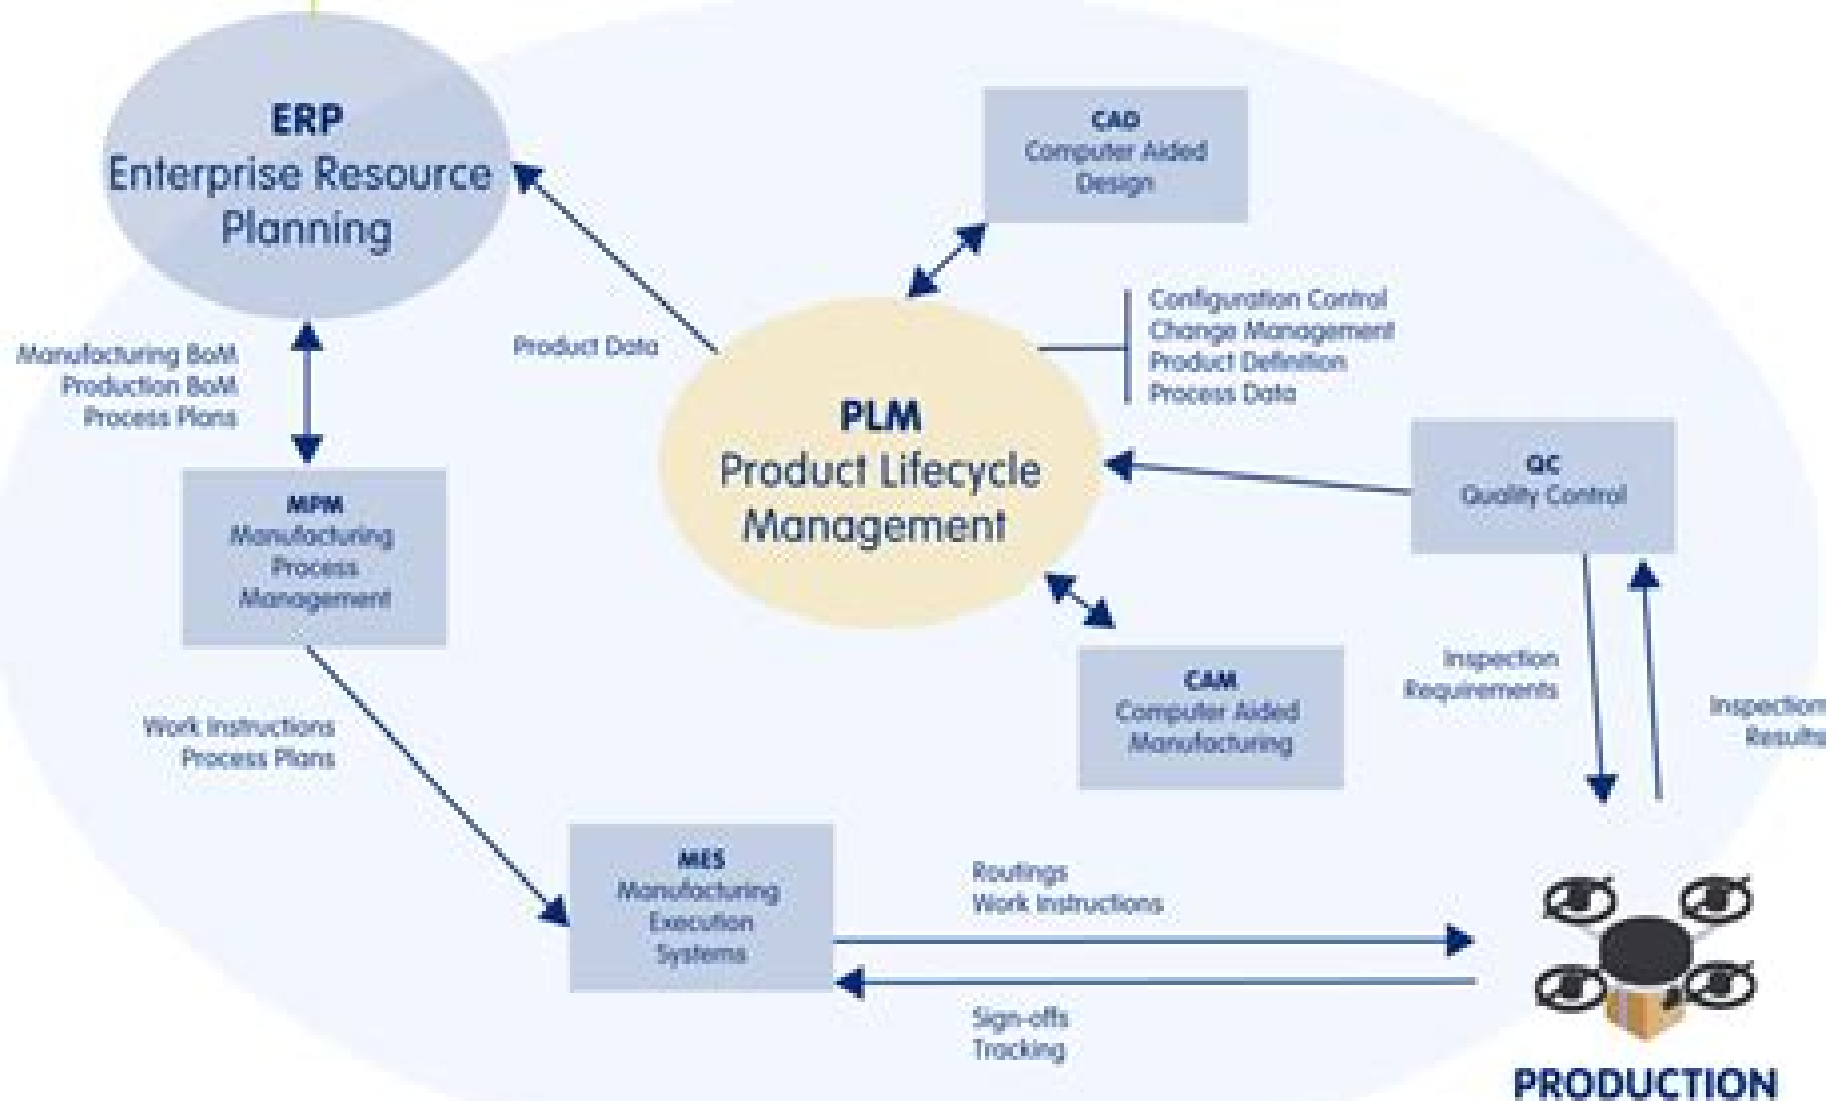 ERP
Enterprise Resource
Planning
CAD
Computer Aided
Design
Product Data
Configuration Control
Change Management
Product Definition
Process Data
Manufacturing BoM
Production BoM
Process Plans
PLM
Product Lifecycle
Management
QC
Quality Control
MPM
Manufacturing
Process
Management
CAM
Computer Aided
Manufacturing
Inspection
Requirements
Inspection
Results
Work Instructions
Process Plans
MES
Manufacturing
Execution
Systems
Routings
Work Instructions
Sign-offs
Tracking
PRODUCTION